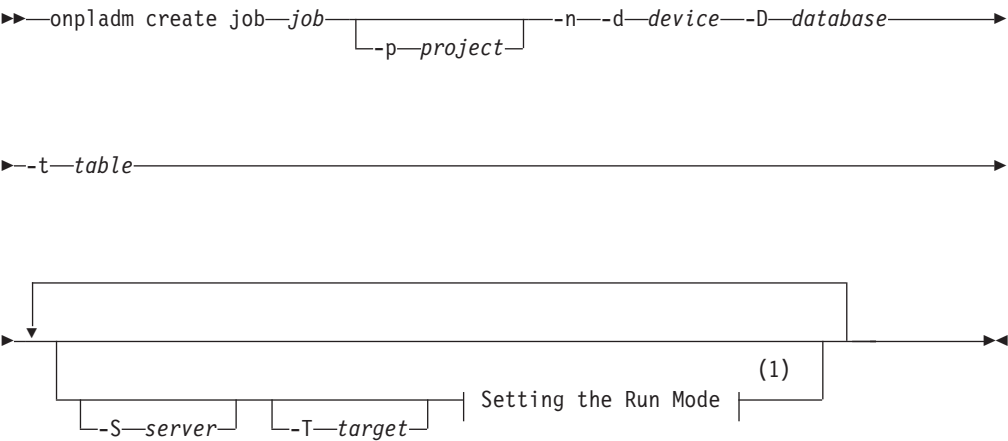 onpladm create job job -n -d device -D database
-p project
-t table
(1)
Setting the Run Mode
-S server -T target